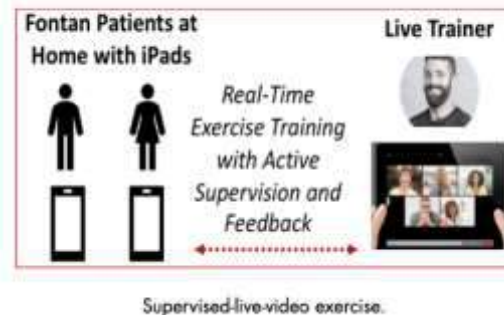 Fontan Patients at
Home with iPads
Live Trainer
Real-Time
Exercise Training
with Active
Supervision and
Feedback
Supervised-live-video exercise.